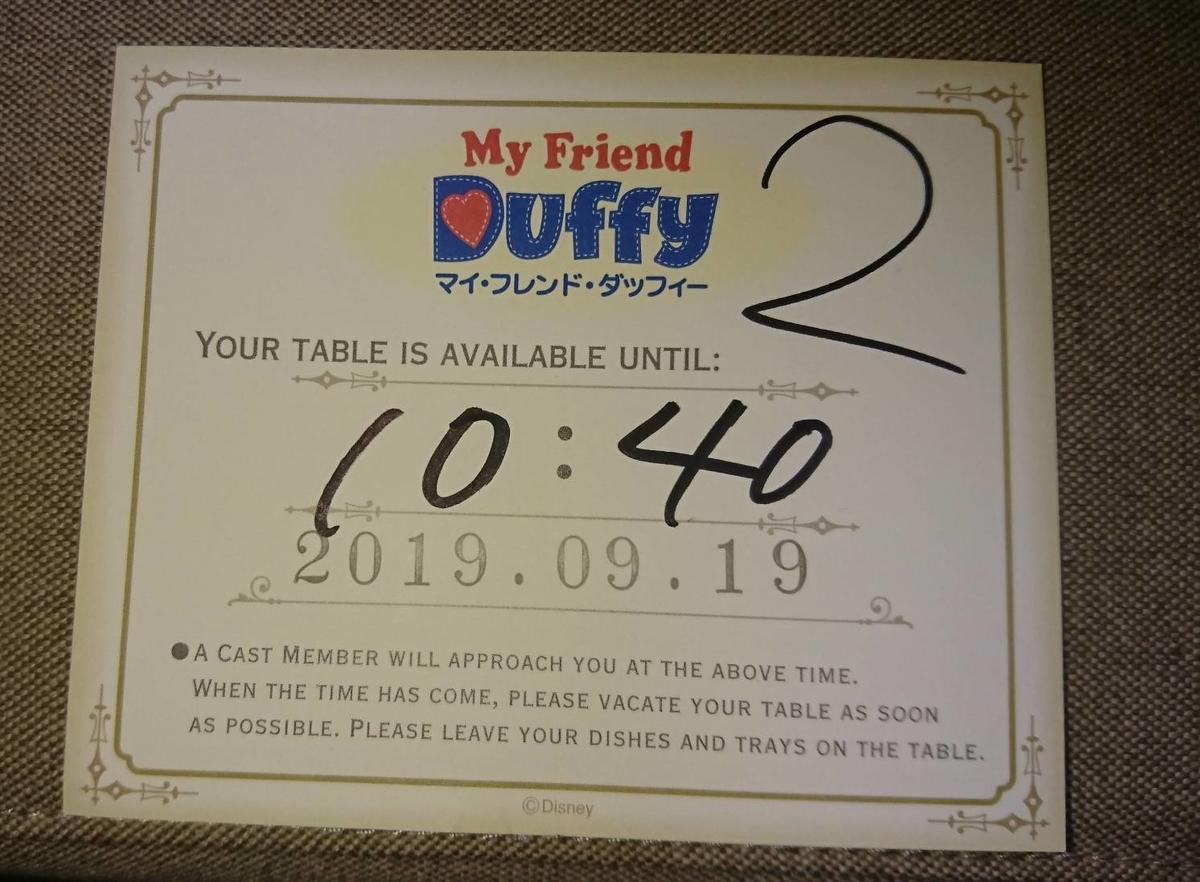 My Friend
Duffy
マイ・フレンド・ダッフィー
2
YOUR TABLE IS AVAILABLE UNTIL:
10:40
2019.09.19
●A CAST MEMBER WILL APPROACH YOU AT THE ABOVE TIME.
WHEN THE TIME HAS COME, PLEASE VACATE YOUR TABLE AS SOON
AS POSSIBLE. PLEASE LEAVE YOUR DISHES AND TRAYS ON THE TABLE.
©Disney